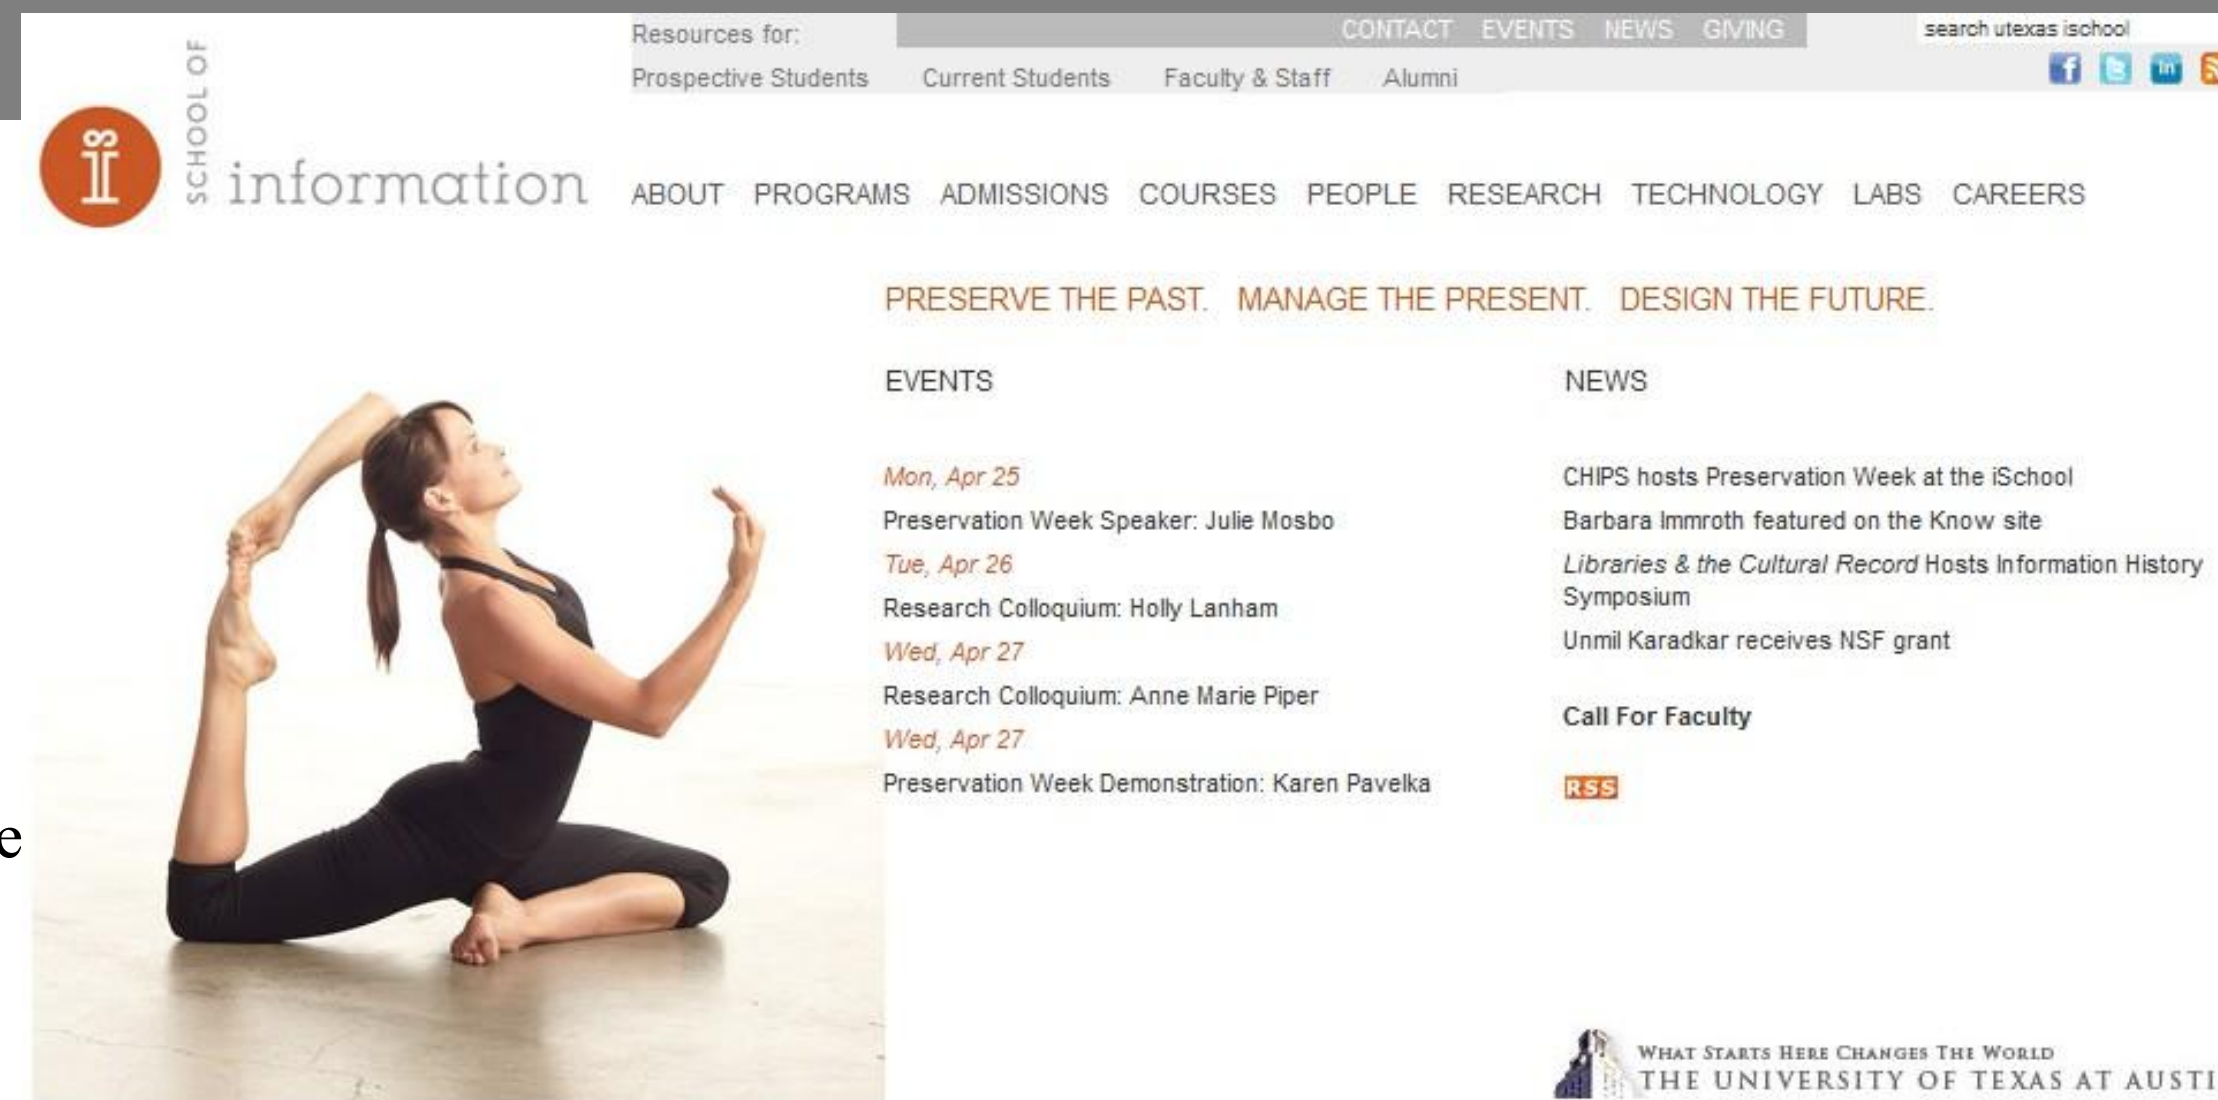 Resources for:
CONTACT EVENTS NEWS GIVING
search utexas ischool
Prospective Students Current Students Faculty & Staff Alumni
is
SCHOOL OF
information
ABOUT PROGRAMS ADMISSIONS COURSES PEOPLE RESEARCH TECHNOLOGY LABS CAREERS
PRESERVE THE PAST. MANAGE THE PRESENT. DESIGN THE FUTURE.
EVENTS
Mon, Apr 25
Preservation Week Speaker: Julie Mosbo
Tue, Apr 26
Research Colloquium: Holly Lanham
Wed, Apr 27
Research Colloquium: Anne Marie Piper
Wed, Apr 27
Preservation Week Demonstration: Karen Pavelka
NEWS
CHIPS hosts Preservation Week at the iSchool
Barbara Immroth featured on the Know site
Libraries & the Cultural Record Hosts Information History
Symposium
Unmil Karadkar receives NSF grant
Call For Faculty
RSS
e
WHAT STARTS HERE CHANGES THE WORLD
THE UNIVERSITY OF TEXAS AT AUSTI